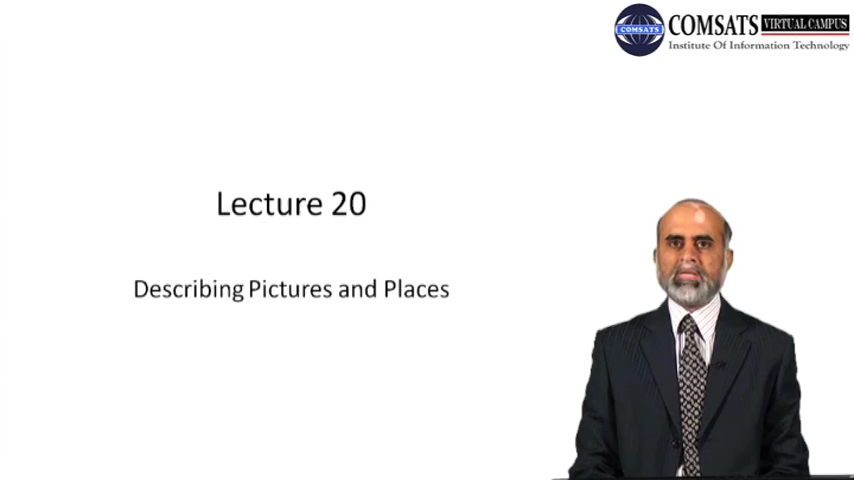 COMSATS VIRTUAL CAMPUS
Institute Of Information Technology
COMSATS
Lecture 20
Describing Pictures and Places